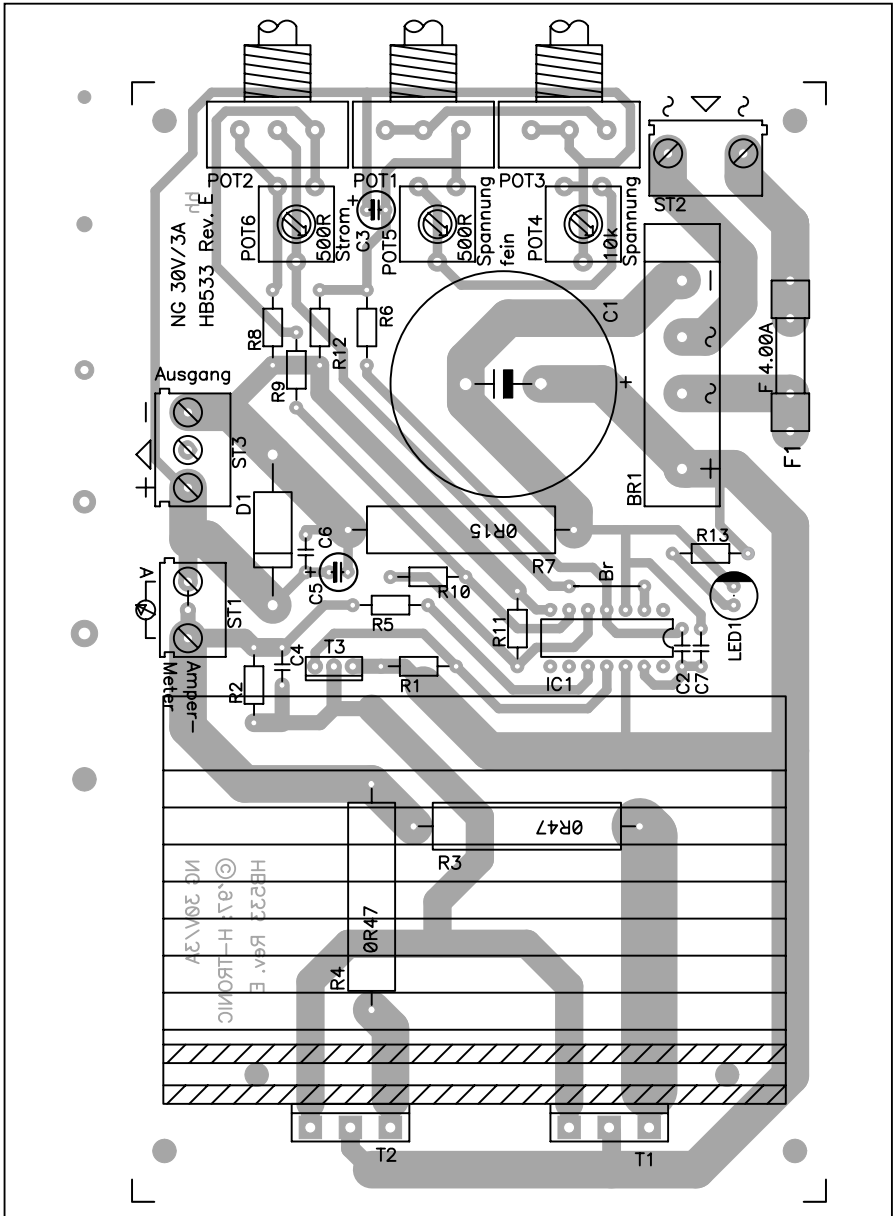 POT2
POT1
POT3
ST2
hh
NG 30V/3A
HB533 Rev. E
POT6
500R
Strom
+
C3
POT5
500R
Spannung
fein
POT4
10k
Spannung
R8
R9
R12
R6
C1
+
−
~
~
+
BR1
F 4.00A
F1
Ausgang
−
+
ST3
D1
C6
+
C5
0R15
R7
R13
R10
Br
R5
R11
LED1
A
ST1
Amper-
Meter
R2
C4
T3
R1
IC1
C2
C7
0R47
R3
0R47
R4
HB533 Rev. E
©'97: H-TRONIC
NG 30V/3A
T2
T1